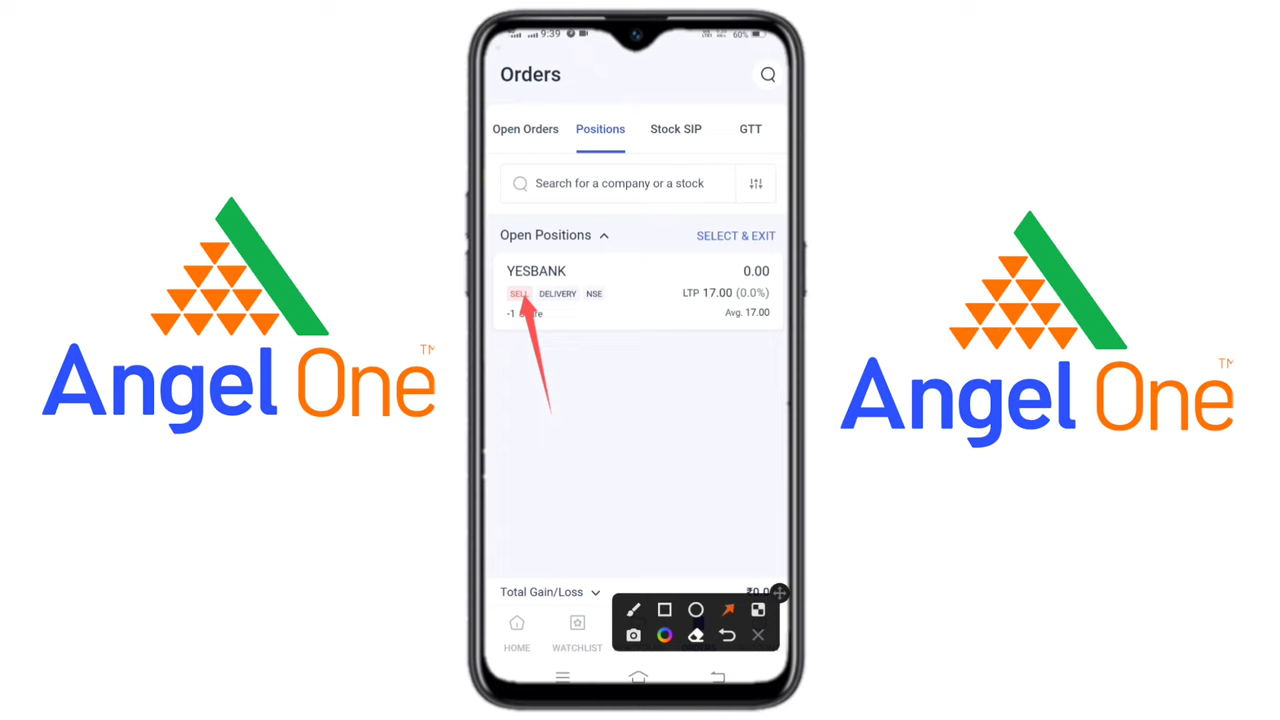 9:39
60%
Orders
Open Orders Positions Stock SIP GTT
Search for a company or a stock
Open Positions SELECT & EXIT
YESBANK 0.00
SELL DELIVERY NSE LTP 17.00 (0.0%)
-1 Avg. 17.00
Total Gain/Loss
HOME WATCHLIST
Angel One TM
Angel One TM